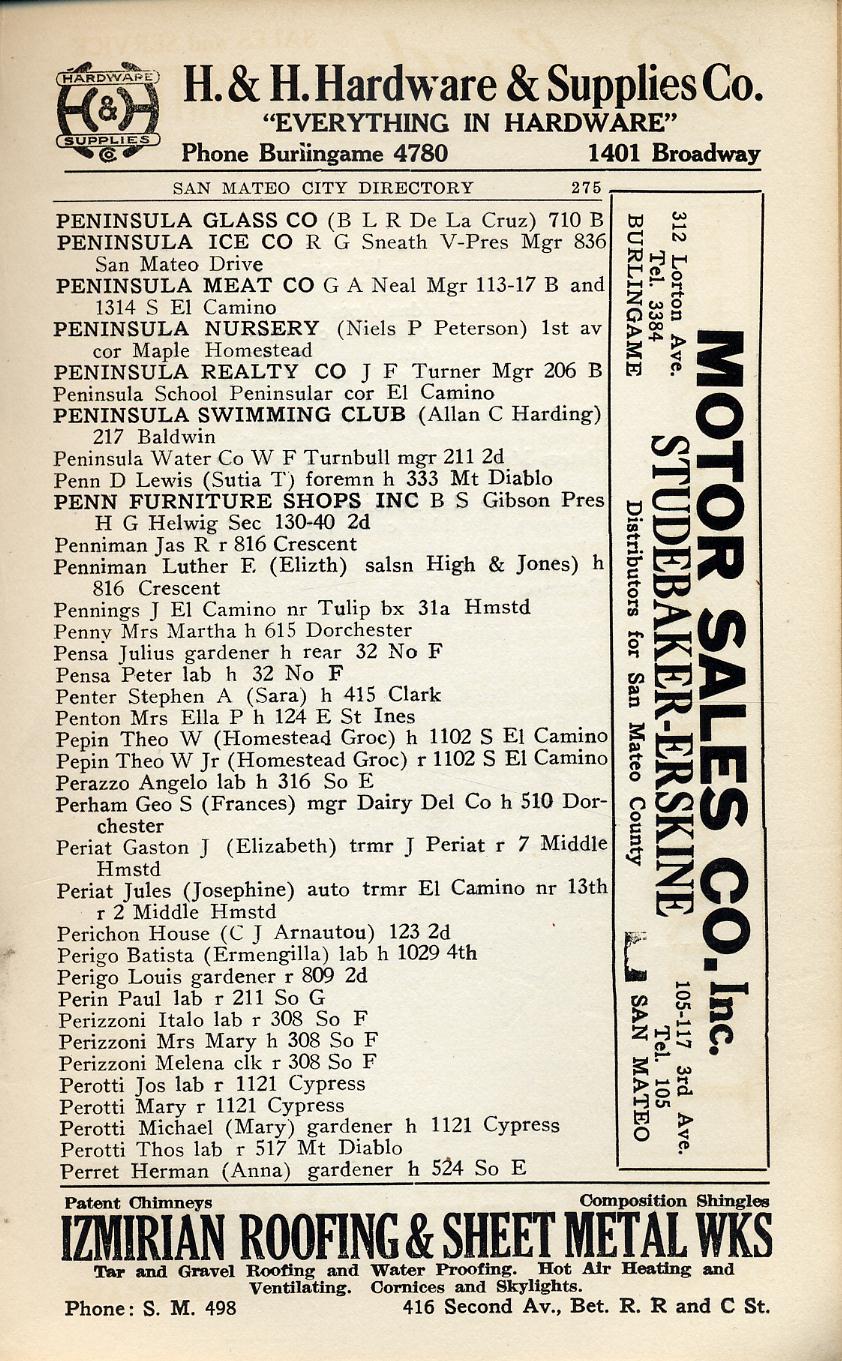 HARDWARE
H & H
SUPPLIES
Co.
H. & H. Hardware & Supplies Co.
“EVERYTHING IN HARDWARE”
Phone Burlingame 4780 1401 Broadway
SAN MATEO CITY DIRECTORY 275
PENINSULA GLASS CO (B L R De La Cruz) 710 B
PENINSULA ICE CO R G Sneath V-Pres Mgr 836
San Mateo Drive
PENINSULA MEAT CO G A Neal Mgr 113-17 B and
1314 S El Camino
PENINSULA NURSERY (Niels P Peterson) 1st av
cor Maple Homestead
PENINSULA REALTY CO J F Turner Mgr 206 B
Peninsula School Peninsular cor El Camino
PENINSULA SWIMMING CLUB (Allan C Harding)
217 Baldwin
Peninsula Water Co W F Turnbull mgr 211 2d
Penn D Lewis (Sutia T) foremn h 333 Mt Diablo
PENN FURNITURE SHOPS INC B S Gibson Pres
H G Helwig Sec 130-40 2d
Penniman Jas R r 816 Crescent
Penniman Luther E (Elizth) salsn High & Jones) h
816 Crescent
Pennings J El Camino nr Tulip bx 31a Hmstd
Penny Mrs Martha h 615 Dorchester
Pensa Julius gardener h rear 32 No F
Pensa Peter lab h 32 No F
Penter Stephen A (Sara) h 415 Clark
Penton Mrs Ella P h 124 E St Ines
Pepin Theo W (Homestead Groc) h 1102 S El Camino
Pepin Theo W Jr (Homestead Groc) r 1102 S El Camino
Perazzo Angelo lab h 316 So E
Perham Geo S (Frances) mgr Dairy Del Co h 510 Dor-
chester
Periat Gaston J (Elizabeth) trmr J Periat r 7 Middle
Hmstd
Periat Jules (Josephine) auto trmr El Camino nr 13th
r 2 Middle Hmstd
Perichon House (C J Arnautou) 123 2d
Perigo Batista (Ermengilla) lab h 1029 4th
Perigo Louis gardener r 809 2d
Perin Paul lab r 211 So G
Perizzoni Italo lab r 308 So F
Perizzoni Mrs Mary h 308 So F
Perizzoni Melena clk r 308 So F
Perotti Jos lab r 1121 Cypress
Perotti Mary r 1121 Cypress
Perotti Michael (Mary) gardener h 1121 Cypress
Perotti Thos lab r 517 Mt Diablo
Perret Herman (Anna) gardener h 524 So E
MOTOR SALES CO. Inc.
STUDEBAKER-ERSKINE
Distributors for San Mateo County
312 Lorton Ave.
Tel. 3384
BURLINGAME
105-117 3rd Ave.
Tel. 105
SAN MATEO
Patent Chimneys Composition Shingles
IZMIRIAN ROOFING & SHEET METAL WKS
Tar and Gravel Roofing and Water Proofing. Hot Air Heating and
Ventilating. Cornices and Skylights.
Phone: S. M. 498 416 Second Av., Bet. R. R and C St.